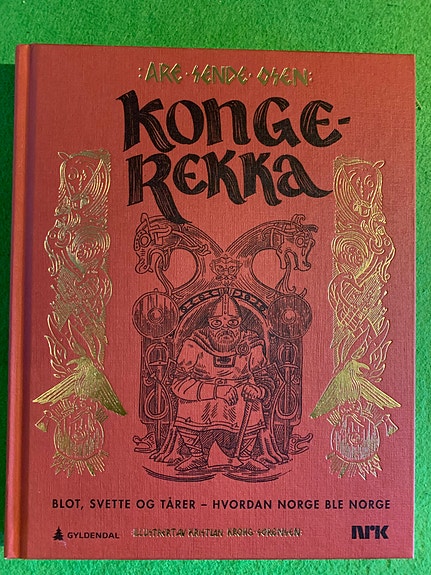 :ARE·SENDE·OSEN:
KONGE-
REKKA
BLOT, SVETTE OG TÅRER – HVORDAN NORGE BLE NORGE
GYLDENDAL
ILLUSTRERT AV KRISTIAN KROHG-SØRENSEN
NRK